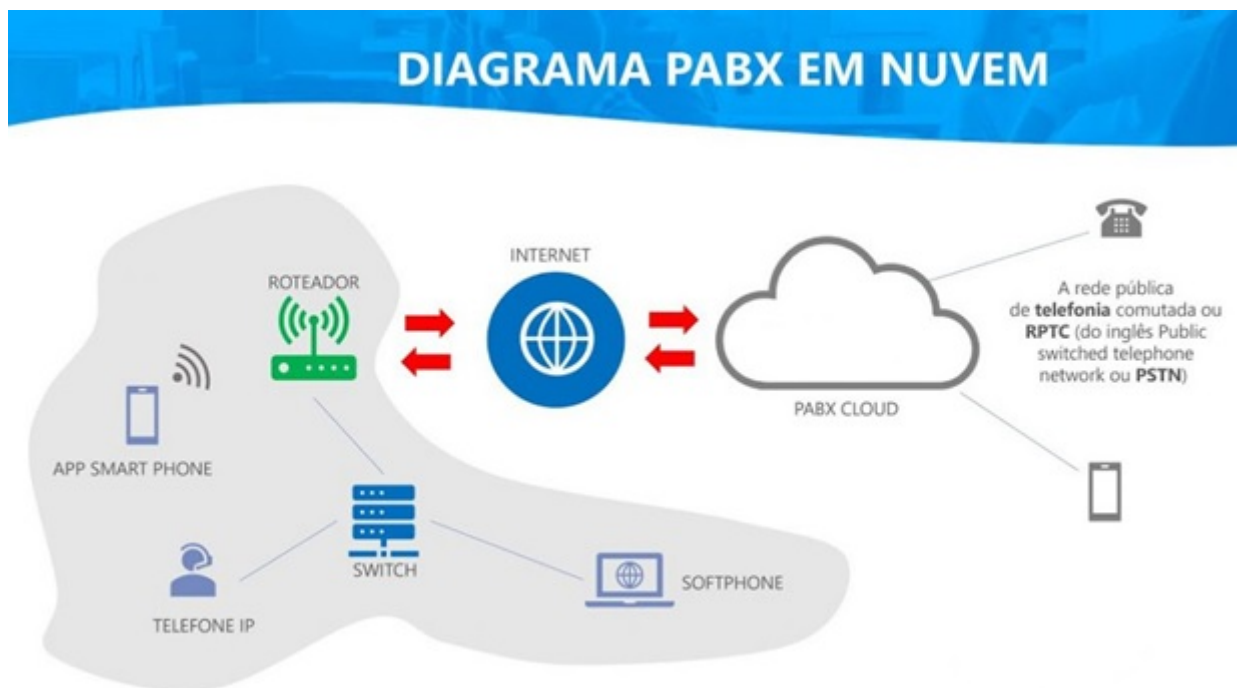 DIAGRAMA PABX EM NUVEM
INTERNET
ROTEADOR
A rede pública
de telefonia comutada ou
RPTC (do inglês Public
switched telephone
network ou PSTN)
PABX CLOUD
APP SMART PHONE
SWITCH
SOFTPHONE
TELEFONE IP